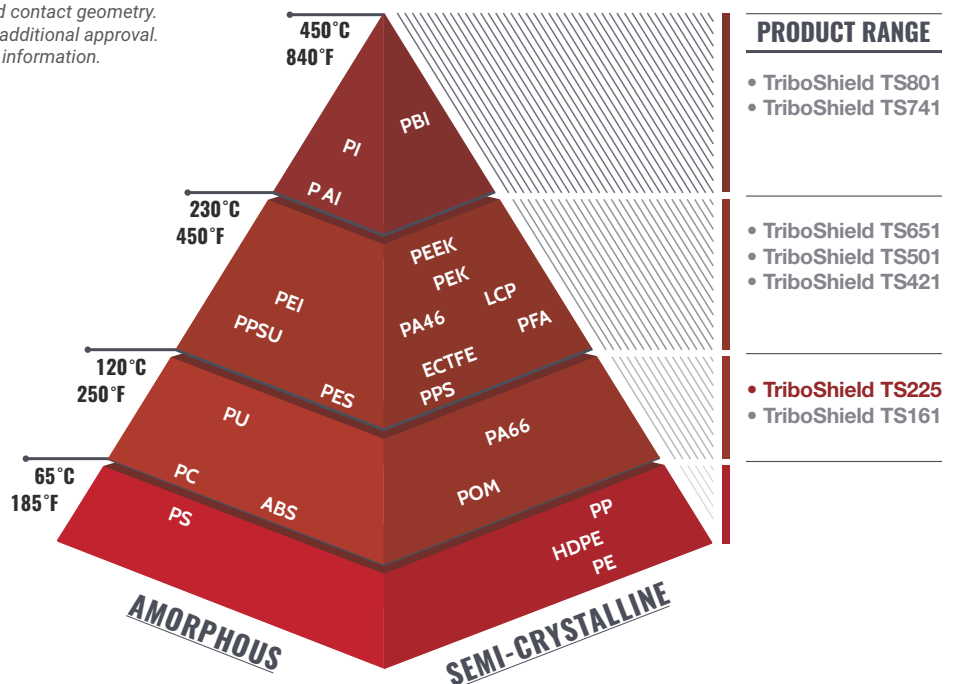 d contact geometry.
additional approval.
information.
450°C
840°F
PRODUCT RANGE
• TriboShield TS801
• TriboShield TS741
PBI
PI
PAI
230°C
450°F
• TriboShield TS651
• TriboShield TS501
• TriboShield TS421
PEEK
PEK
LCP
PEI
PA46
PFA
PPSU
ECTFE
PPS
PES
120°C
250°F
• TriboShield TS225
• TriboShield TS161
PU
PA66
PC
POM
ABS
65°C
185°F
PS
PP
HDPE
PE
AMORPHOUS
SEMI-CRYSTALLINE